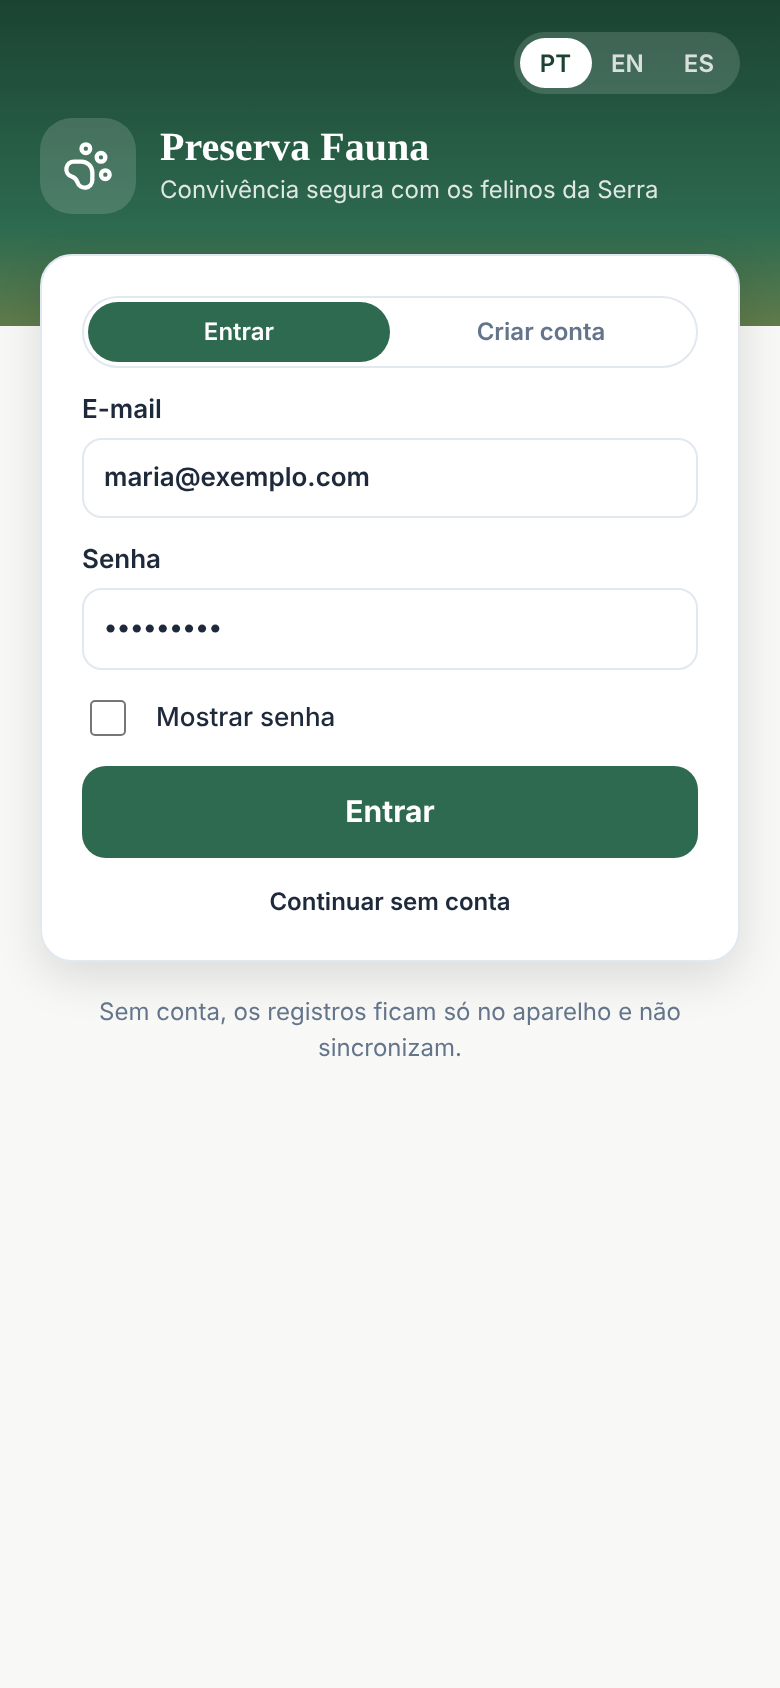 PT EN ES
Preserva Fauna
Convivência segura com os felinos da Serra
Entrar Criar conta
E-mail
maria@exemplo.com
Senha
•••••••••
Mostrar senha
Entrar
Continuar sem conta
Sem conta, os registros ficam só no aparelho e não
sincronizam.